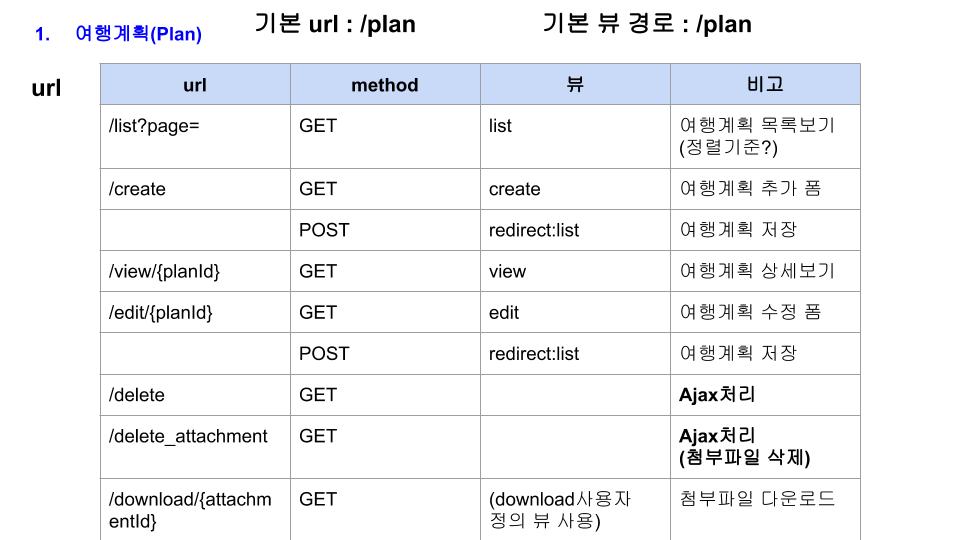 기본 url : /plan 기본 뷰 경로 : /plan
1. 여행계획(Plan)
url
url method 뷰 비고
/list?page= GET list 여행계획 목록보기
(정렬기준?)
/create GET create 여행계획 추가 폼
POST redirect:list 여행계획 저장
/view/{planId} GET view 여행계획 상세보기
/edit/{planId} GET edit 여행계획 수정 폼
POST redirect:list 여행계획 저장
/delete GET Ajax처리
/delete_attachment GET Ajax처리
(첨부파일 삭제)
/download/{attachm GET (download사용자 첨부파일 다운로드
entId} 정의 뷰 사용)